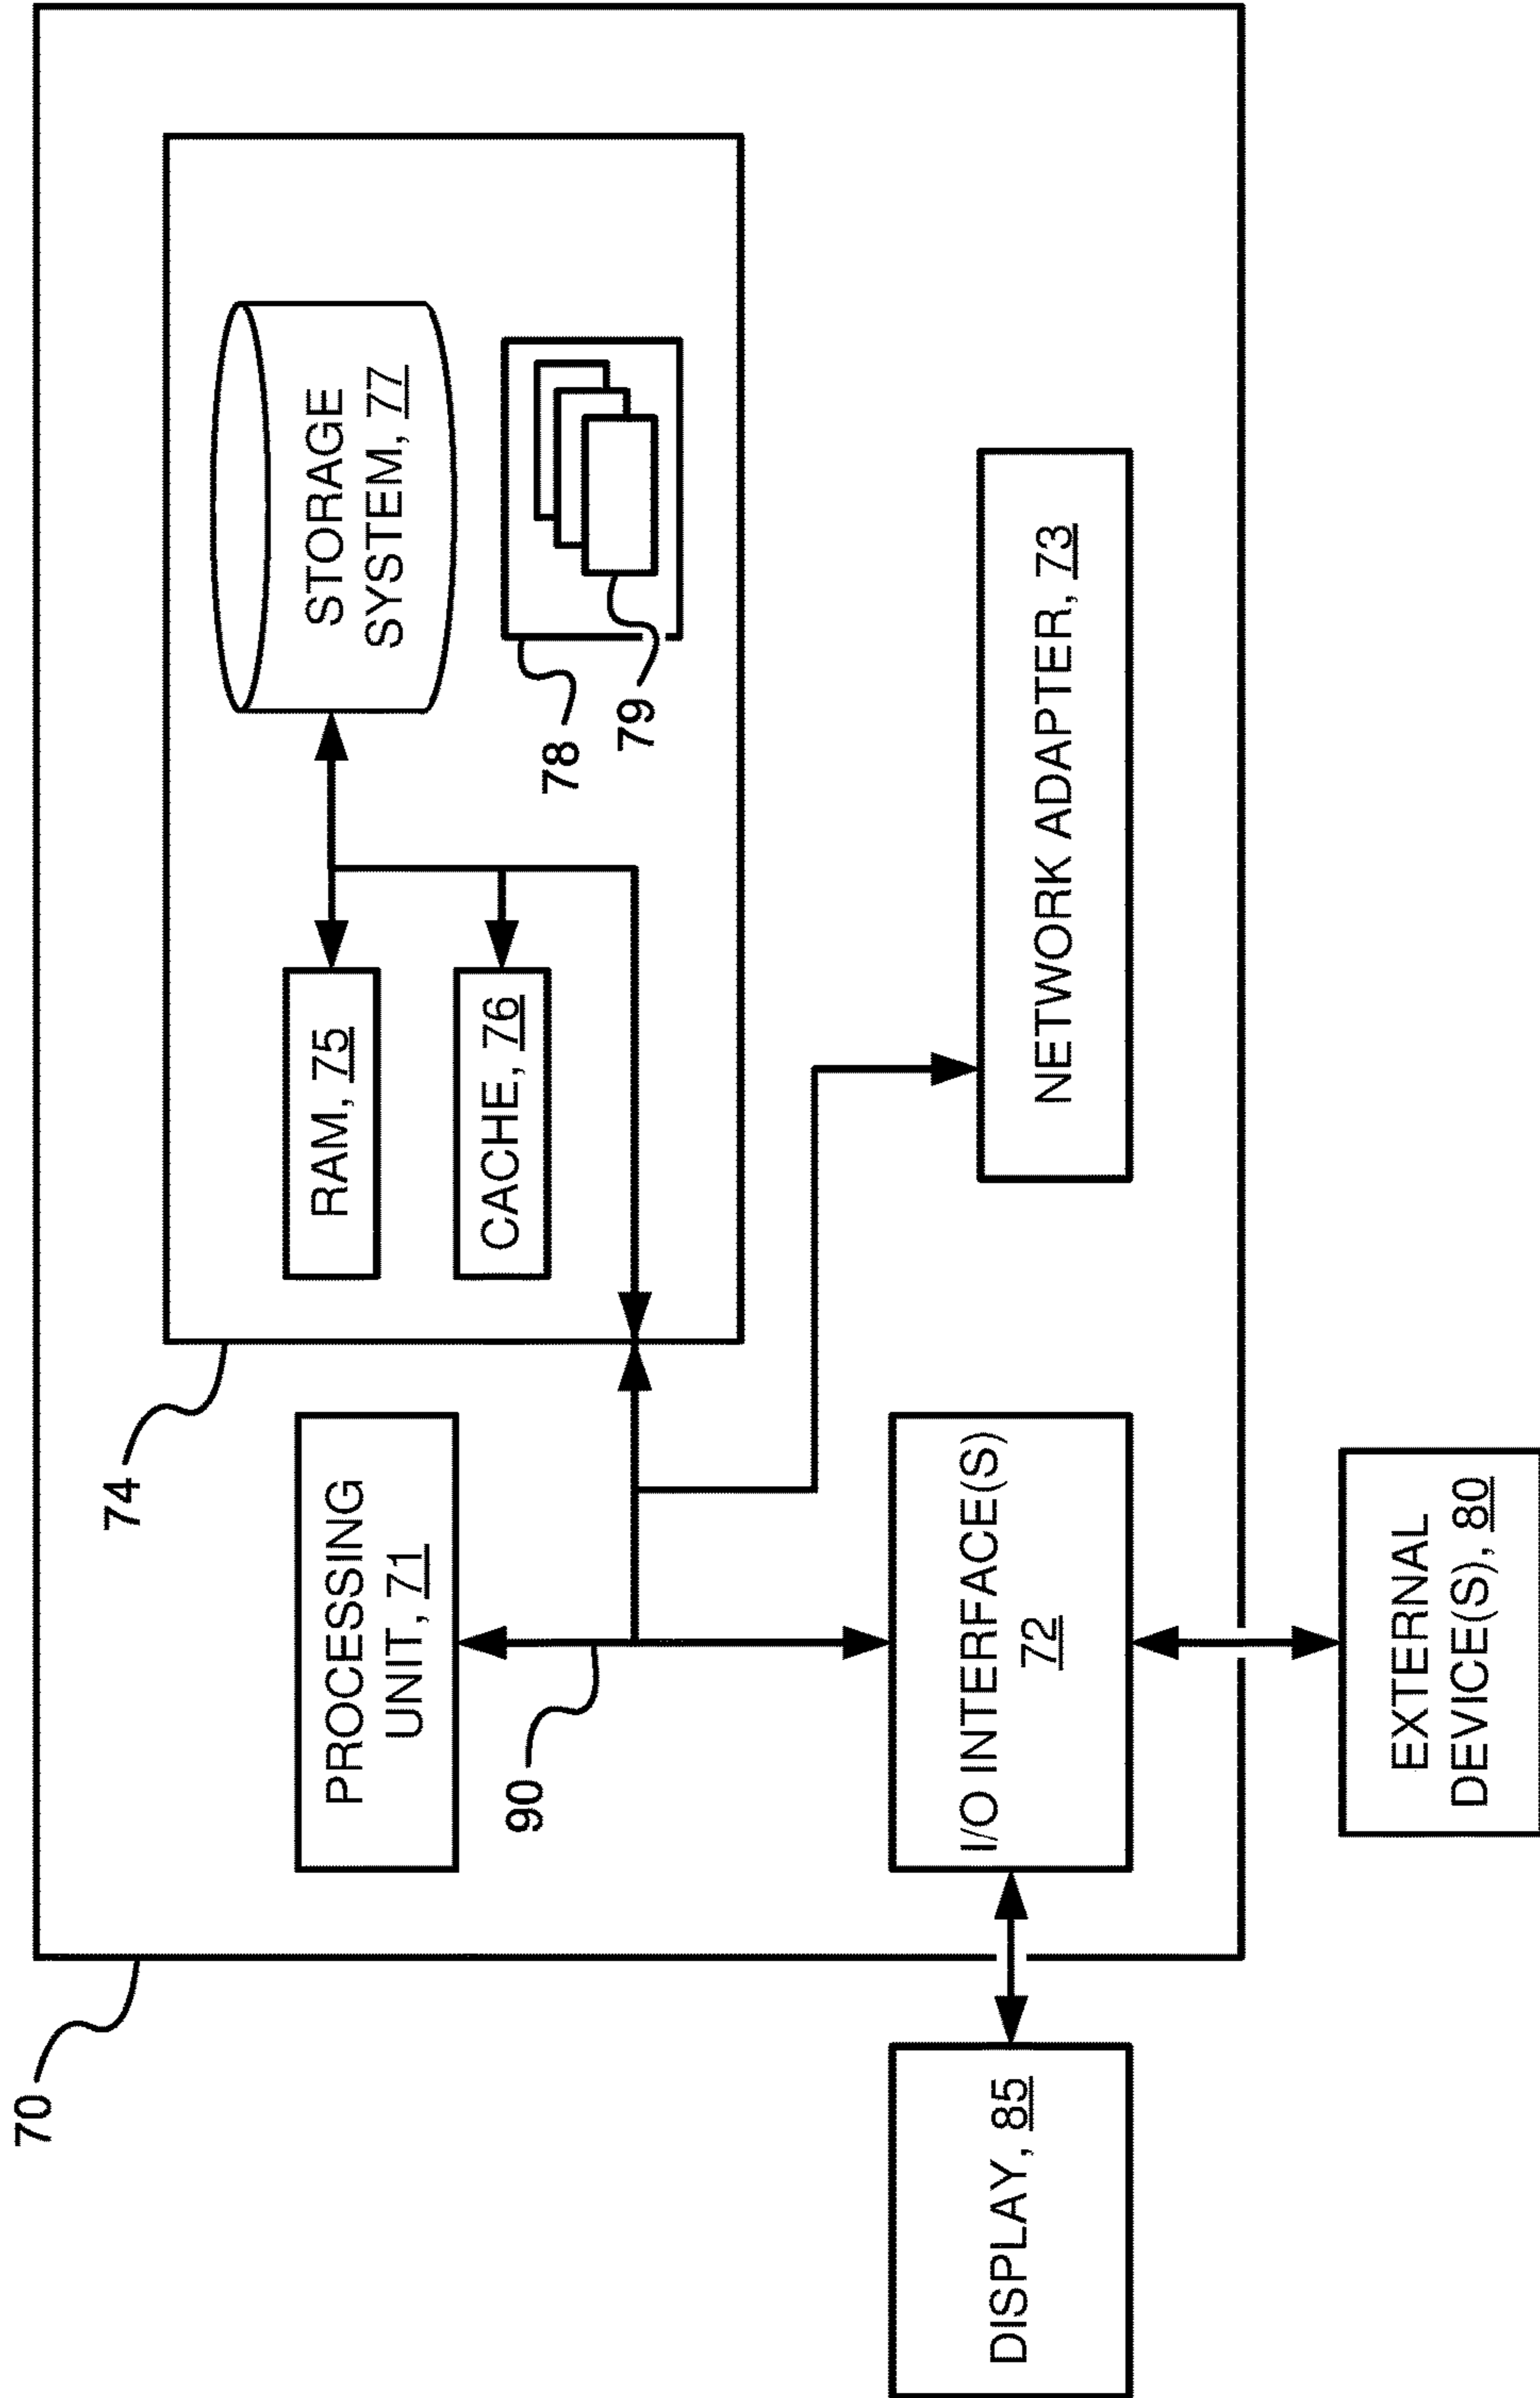 70
74
PROCESSING
UNIT, 71
RAM, 75
STORAGE
SYSTEM, 77
CACHE, 76
90
78
79
DISPLAY, 85
I/O INTERFACE(S)
72
NETWORK ADAPTER, 73
EXTERNAL
DEVICE(S), 80